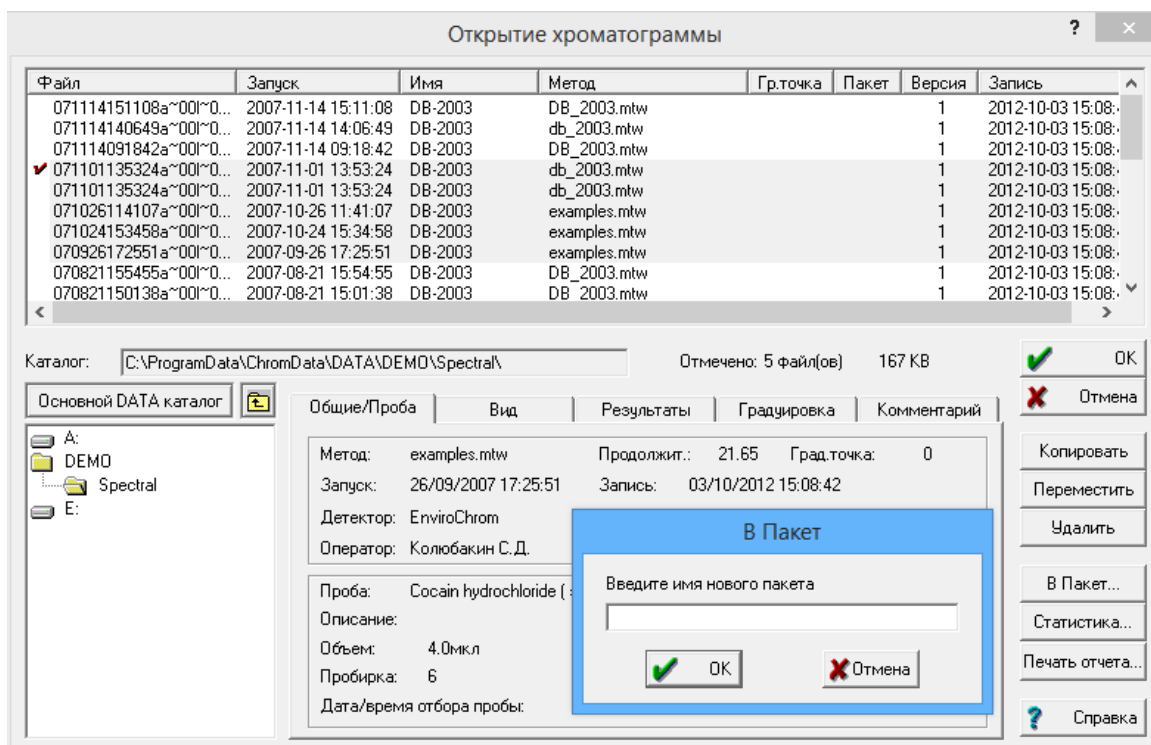 Открытие хроматограммы
?
Файл Запуск Имя Метод Гр.точка Пакет Версия Запись
071114151108a~00I~0... 2007-11-14 15:11:08 DB-2003 DB_2003.mtw 1 2012-10-03 15:08:
071114140649a~00I~0... 2007-11-14 14:06:49 DB-2003 db_2003.mtw 1 2012-10-03 15:08:
071114091842a~00I~0... 2007-11-14 09:18:42 DB-2003 DB_2003.mtw 1 2012-10-03 15:08:
071101135324a~00I~0... 2007-11-01 13:53:24 DB-2003 db_2003.mtw 1 2012-10-03 15:08:
071101135324a~00I~0... 2007-11-01 13:53:24 DB-2003 db_2003.mtw 1 2012-10-03 15:08:
071026114107a~00I~0... 2007-10-26 11:41:07 DB-2003 examples.mtw 1 2012-10-03 15:08:
071024153458a~00I~0... 2007-10-24 15:34:58 DB-2003 examples.mtw 1 2012-10-03 15:08:
070926172551a~00I~0... 2007-09-26 17:25:51 DB-2003 examples.mtw 1 2012-10-03 15:08:
070821155455a~00I~0... 2007-08-21 15:54:55 DB-2003 DB_2003.mtw 1 2012-10-03 15:08:
070821150138a~00I~0... 2007-08-21 15:01:38 DB-2003 DB_2003.mtw 1 2012-10-03 15:08:
Каталог: C:\ProgramData\ChromData\DATA\DEMO\Spectral\ Отмечено: 5 файл(ов) 167 KB
OK
Отмена
Основной DATA каталог
A:
DEMO
Spectral
E:
Общие/Проба Вид Результаты Градуировка Комментарий
Метод: examples.mtw Продолжит.: 21.65 Град.точка: 0
Запуск: 26/09/2007 17:25:51 Запись: 03/10/2012 15:08:42
Детектор: EnviroChrom
Оператор: Колюбакин С.Д.
Проба: Cocain hydrochloride (
Описание:
Объем: 4.0мкл
Пробирка: 6
Дата/время отбора пробы:
В Пакет
Введите имя нового пакета
OK Отмена
Копировать
Переместить
Удалить
В Пакет...
Статистика...
Печать отчета...
? Справка